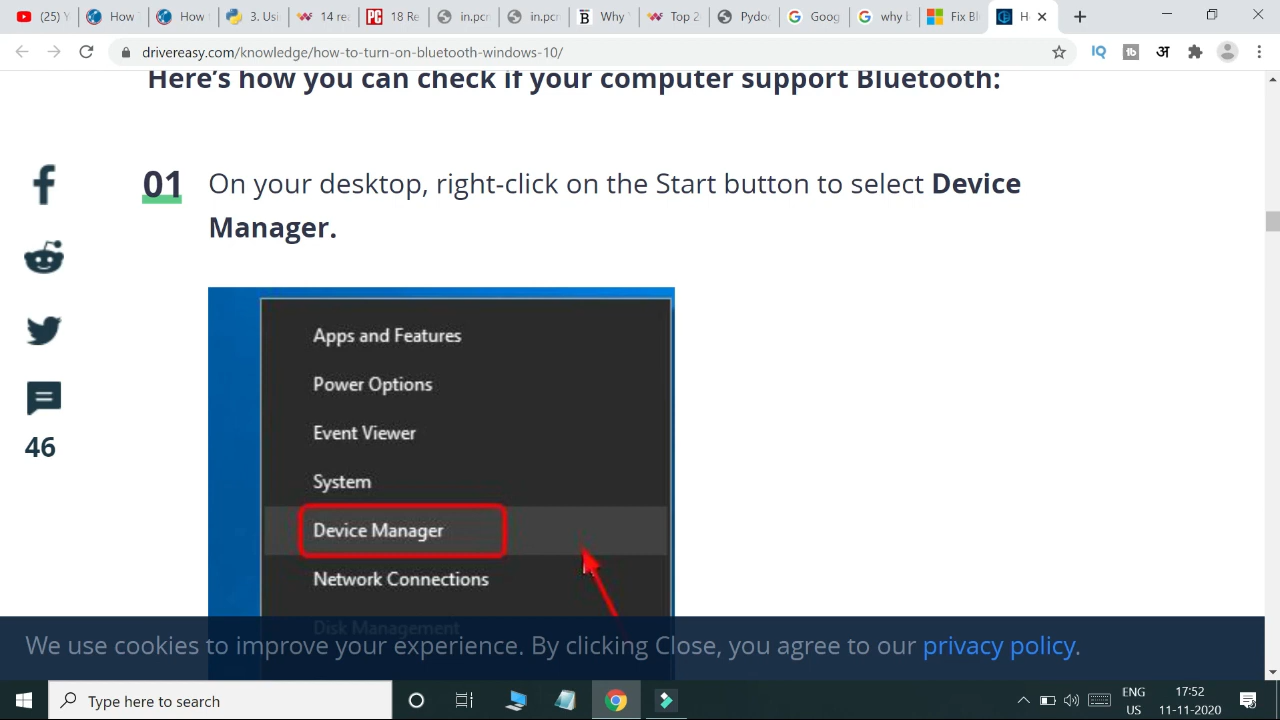 (25) Y
How
How
3. Usi
14 re
PC 18 Re
in.p
B Why
Top 2
Pydo
Goog
why
Fix Bl
drivereasy.com/knowledge/how-to-turn-on-bluetooth-windows-10/
IQ
tb
अ
Here's how you can check if your computer support Bluetooth:
01 On your desktop, right-click on the Start button to select Device
Manager.
46
Apps and Features
Power Options
Event Viewer
System
Device Manager
Network Connections
Disk Management
We use cookies to improve your experience. By clicking Close, you agree to our privacy policy.
Type here to search
ENG
US
17:52
11-11-2020